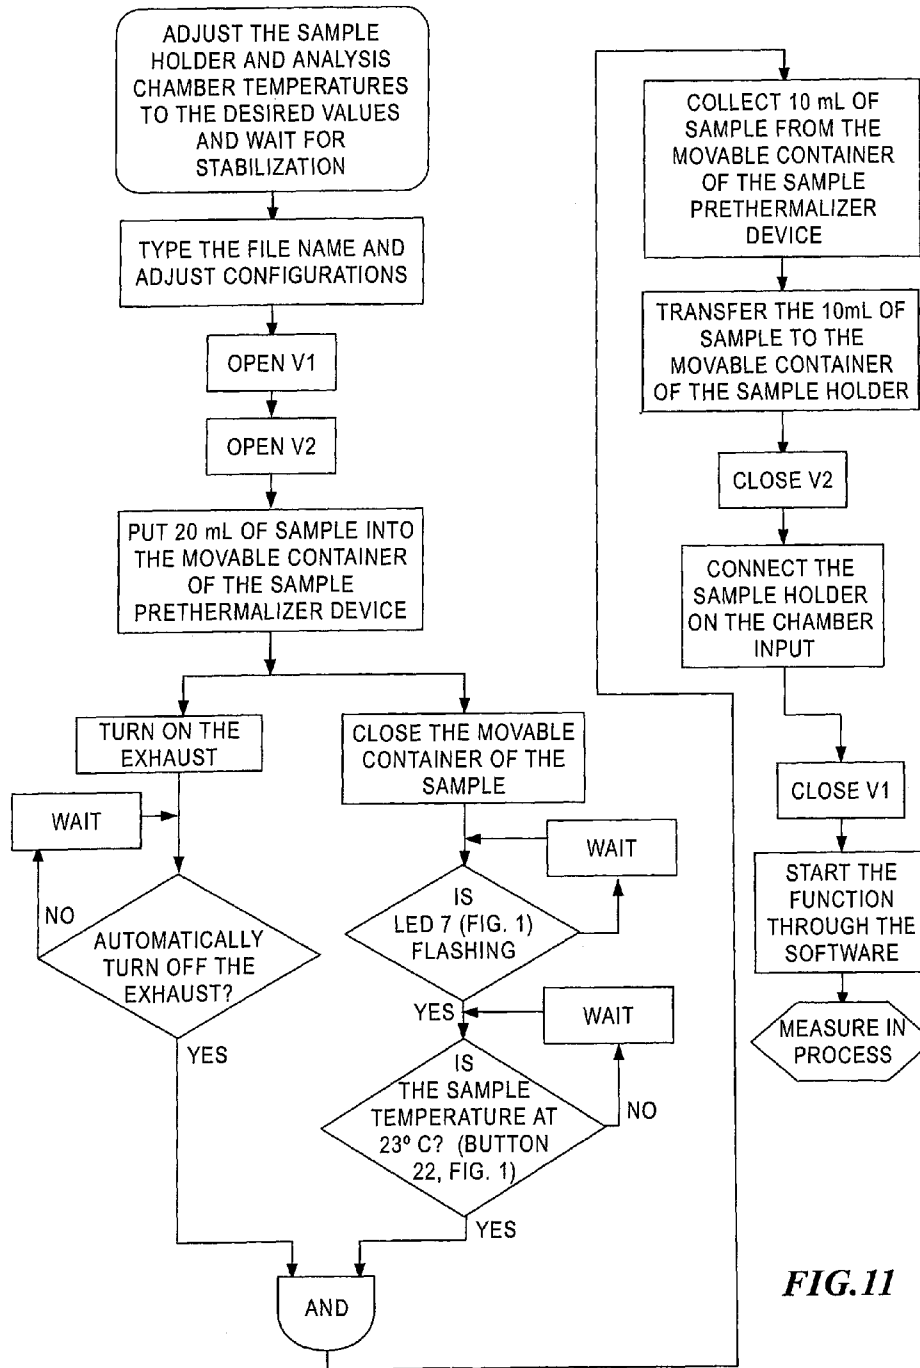 ADJUST THE SAMPLE
HOLDER AND ANALYSIS
CHAMBER TEMPERATURES
TO THE DESIRED VALUES
AND WAIT FOR
STABILIZATION
TYPE THE FILE NAME AND
ADJUST CONFIGURATIONS
OPEN V1
OPEN V2
PUT 20 mL OF SAMPLE INTO
THE MOVABLE CONTAINER
OF THE SAMPLE
PRETHERMALIZER DEVICE
TURN ON THE
EXHAUST
WAIT
NO
AUTOMATICALLY
TURN OFF THE
EXHAUST?
YES
CLOSE THE MOVABLE
CONTAINER OF THE
SAMPLE
WAIT
IS
LED 7 (FIG. 1)
FLASHING
YES
WAIT
IS
THE SAMPLE
TEMPERATURE AT
23º C? (BUTTON
22, FIG. 1)
NO
YES
AND
COLLECT 10 mL OF
SAMPLE FROM THE
MOVABLE CONTAINER
OF THE SAMPLE
PRETHERMALIZER
DEVICE
TRANSFER THE 10mL OF
SAMPLE TO THE
MOVABLE CONTAINER
OF THE SAMPLE HOLDER
CLOSE V2
CONNECT THE
SAMPLE HOLDER
ON THE CHAMBER
INPUT
CLOSE V1
START THE
FUNCTION
THROUGH THE
SOFTWARE
MEASURE IN
PROCESS
FIG.11